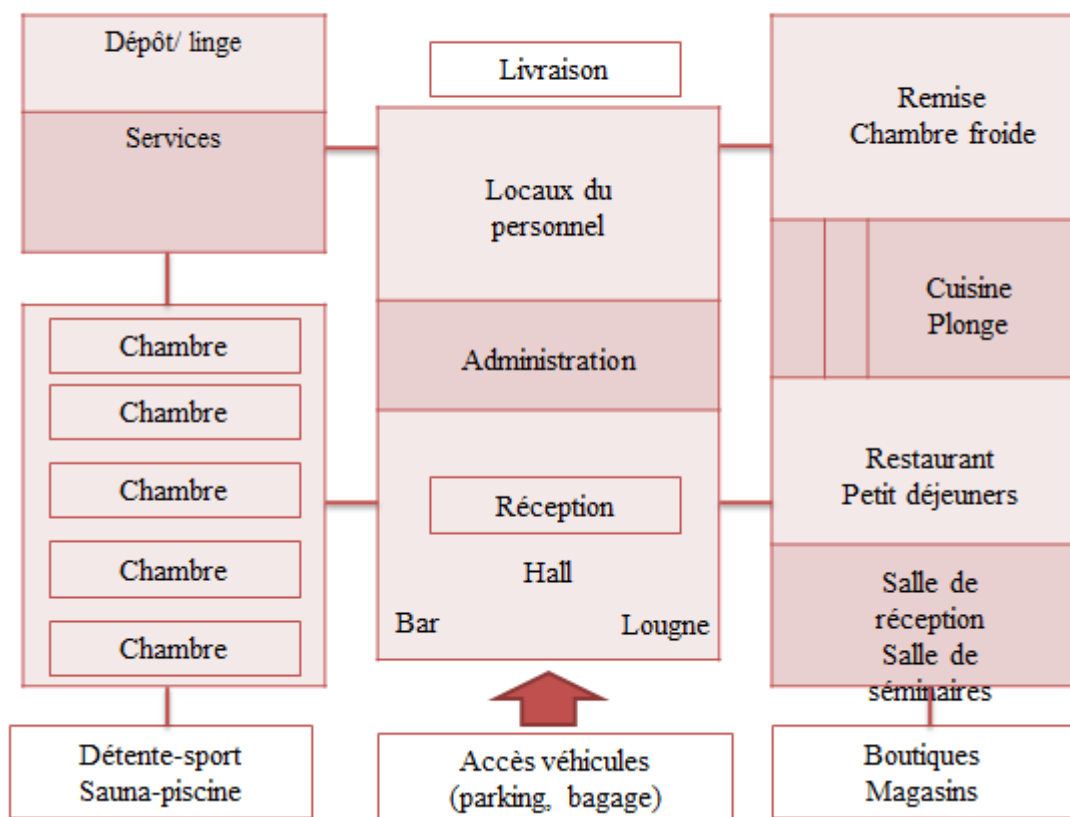 Dépôt/ linge
Services
Livraison
Remise
Chambre froide
Locaux du
personnel
Cuisine
Plonge
Administration
Chambre
Chambre
Chambre
Chambre
Chambre
Réception
Hall
Bar
Lougne
Restaurant
Petit déjeuners
Salle de
réception
Salle de
séminaires
Détente-sport
Sauna-piscine
Accès véhicules
(parking, bagage)
Boutiques
Magasins